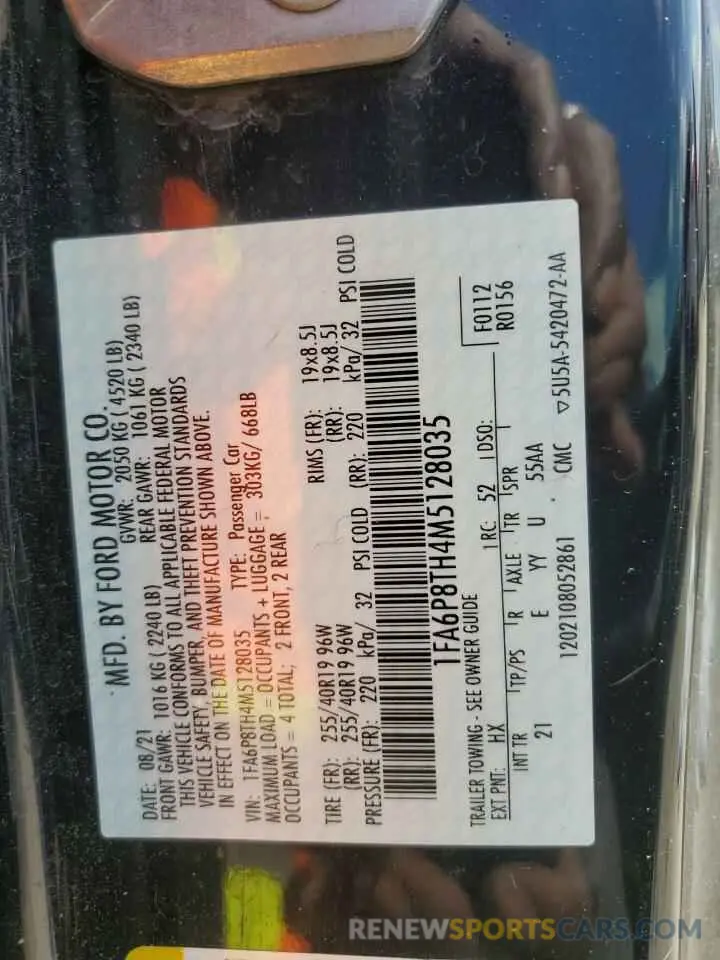 MFD. BY FORD MOTOR CO.
DATE: 08/21 GVWR: 2050 KG ( 4520 LB)
FRONT GAWR: 1016 KG ( 2240 LB) REAR GAWR: 1061 KG ( 2340 LB)
THIS VEHICLE CONFORMS TO ALL APPLICABLE FEDERAL MOTOR
VEHICLE SAFETY, BUMPER, AND THEFT PREVENTION STANDARDS
IN EFFECT ON THE DATE OF MANUFACTURE SHOWN ABOVE.
VIN: 1FA6P8TH4M5128035 TYPE: Passenger Car
MAXIMUM LOAD = OCCUPANTS + LUGGAGE = 303KG/ 668LB
OCCUPANTS = 4 TOTAL; 2 FRONT, 2 REAR
TIRE (FR): 255/40R19 96W RIMS (FR): 19x8.5J
(RR): 255/40R19 96W (RR): 19x8.5J
PRESSURE (FR): 220 kPa/ 32 PSI COLD (RR): 220 kPa/ 32 PSI COLD
1FA6P8TH4M5128035
TRAILER TOWING - SEE OWNER GUIDE
EXT PNT: HX RC: 52 DSO: F0112
R0156
INT TR TP/PS R AXLE TR SPR
21 E YY U 55AA
1202108052861 CMC ▽5U5A-5420472-AA
RENEWSPORTSCARS.COM